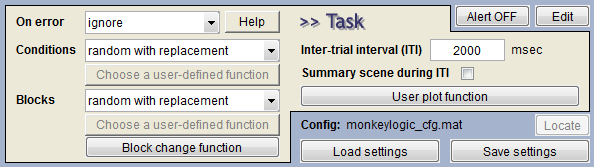 On error ignore Help
Conditions random with replacement
Choose a user-defined function
Blocks random with replacement
Choose a user-defined function
Block change function
>> Task Alert OFF Edit
Inter-trial interval (ITI) 2000 msec
Summary scene during ITI
User plot function
Config: monkeylogic_cfg.mat Locate
Load settings Save settings